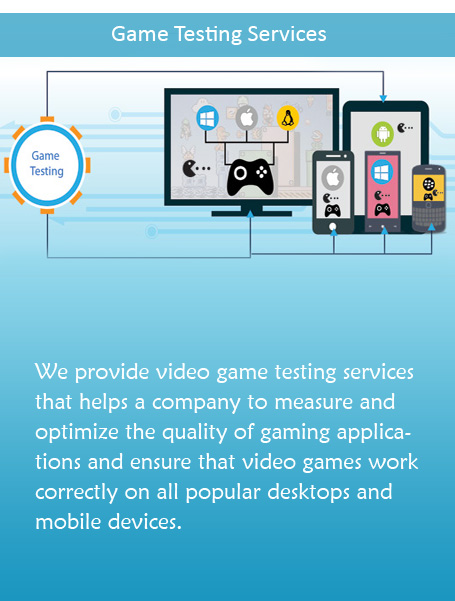 Game Testing Services
Game
Testing
We provide video game testing services
that helps a company to measure and
optimize the quality of gaming applica-
tions and ensure that video games work
correctly on all popular desktops and
mobile devices.